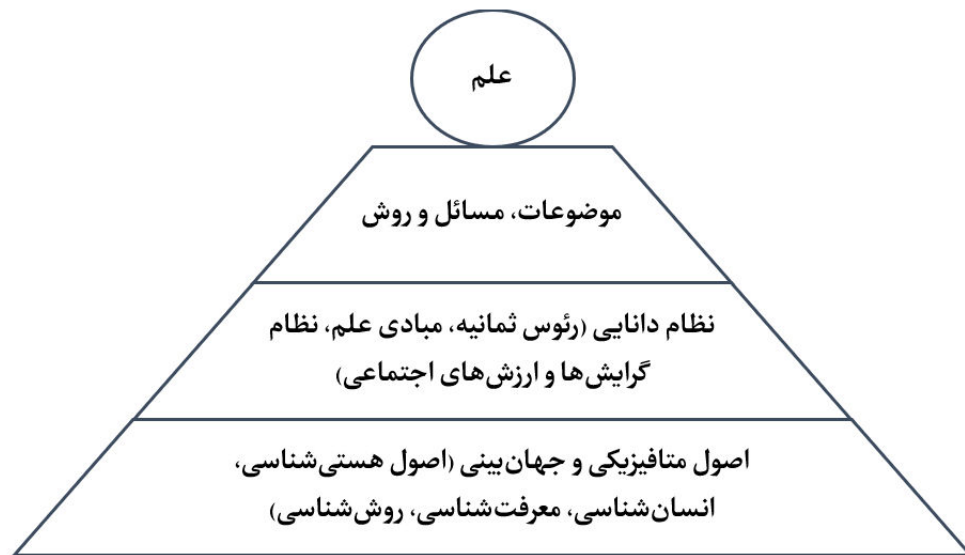 علم
موضوعات، مسائل و روش
نظام دانایی (رئوس ثمانیه، مبادی علم، نظام
گرایش‌ها و ارزش‌های اجتماعی)
اصول متافیزیکی و جهان‌بینی (اصول هستی‌شناسی،
انسان‌شناسی، معرفت‌شناسی، روش‌شناسی)